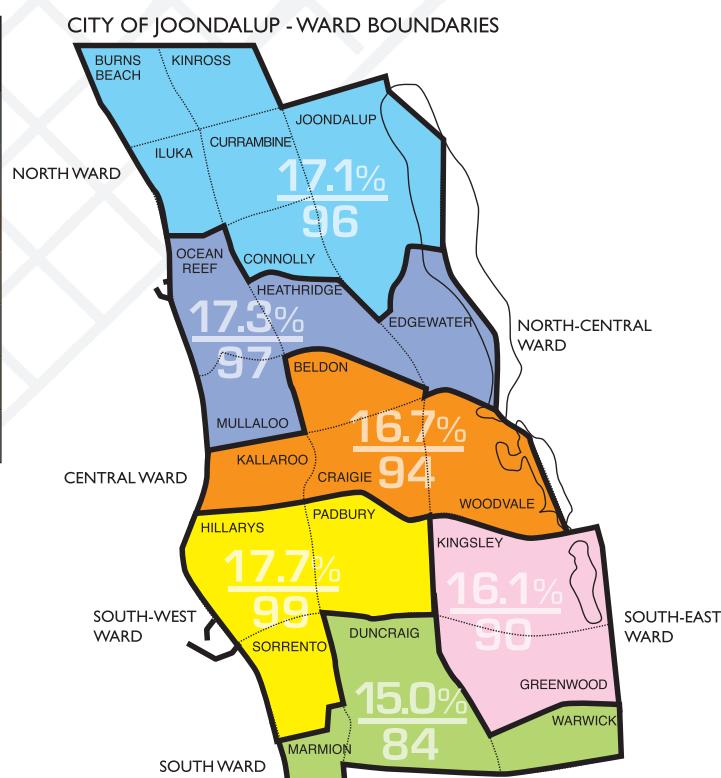 CITY OF JOONDALUP - WARD BOUNDARIES
BURNS
BEACH
KINROSS
JOONDALUP
CURRAMBINE
ILUKA
NORTH WARD
17.1%
96
OCEAN
REEF
CONNOLLY
HEATHRIDGE
17.3%
97
EDGEWATER
NORTH-CENTRAL
WARD
BELDON
MULLALOO
16.7%
94
KALLAROO
CRAIGIE
CENTRAL WARD
WOODVALE
HILLARYS
PADBURY
KINGSLEY
17.7%
99
16.1%
90
SOUTH-WEST
WARD
SOUTH-EAST
WARD
SORRENTO
DUNCRAIG
GREENWOOD
15.0%
84
WARWICK
MARMION
SOUTH WARD